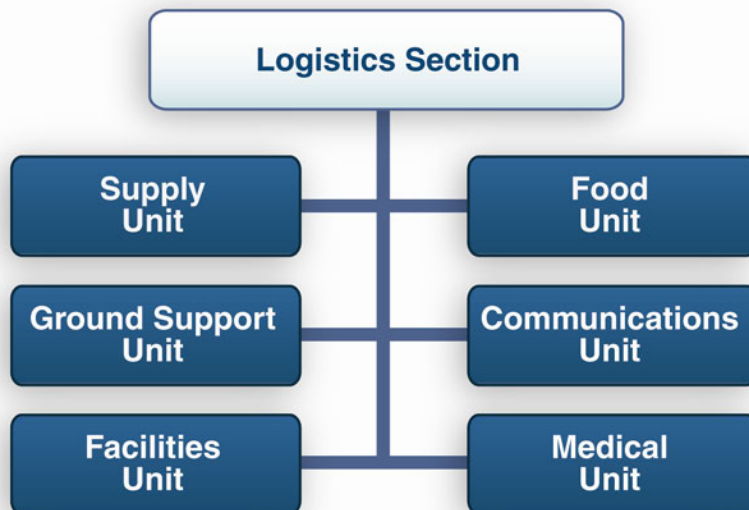 Logistics Section
Supply
Unit
Food
Unit
Ground Support
Unit
Communications
Unit
Facilities
Unit
Medical
Unit